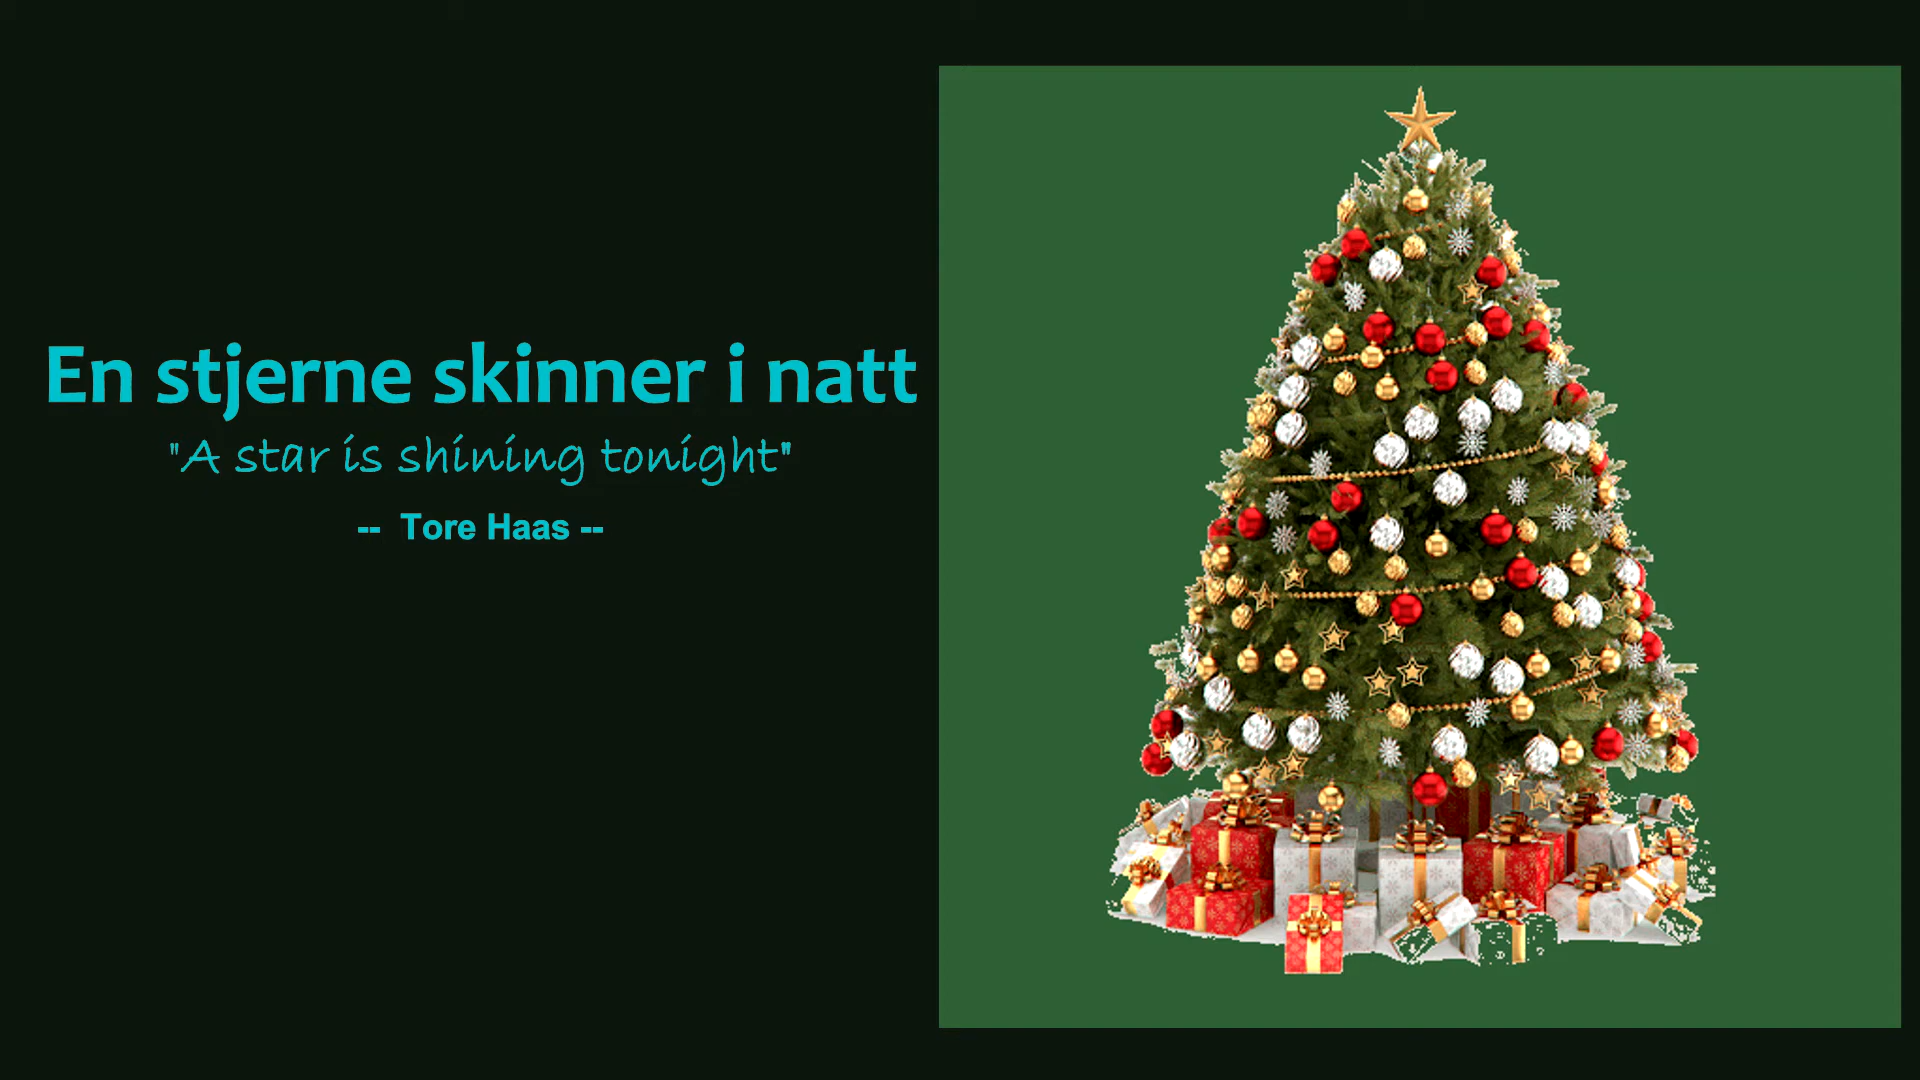 En stjerne skinner i natt
"A star is shining tonight"
-- Tore Haas --